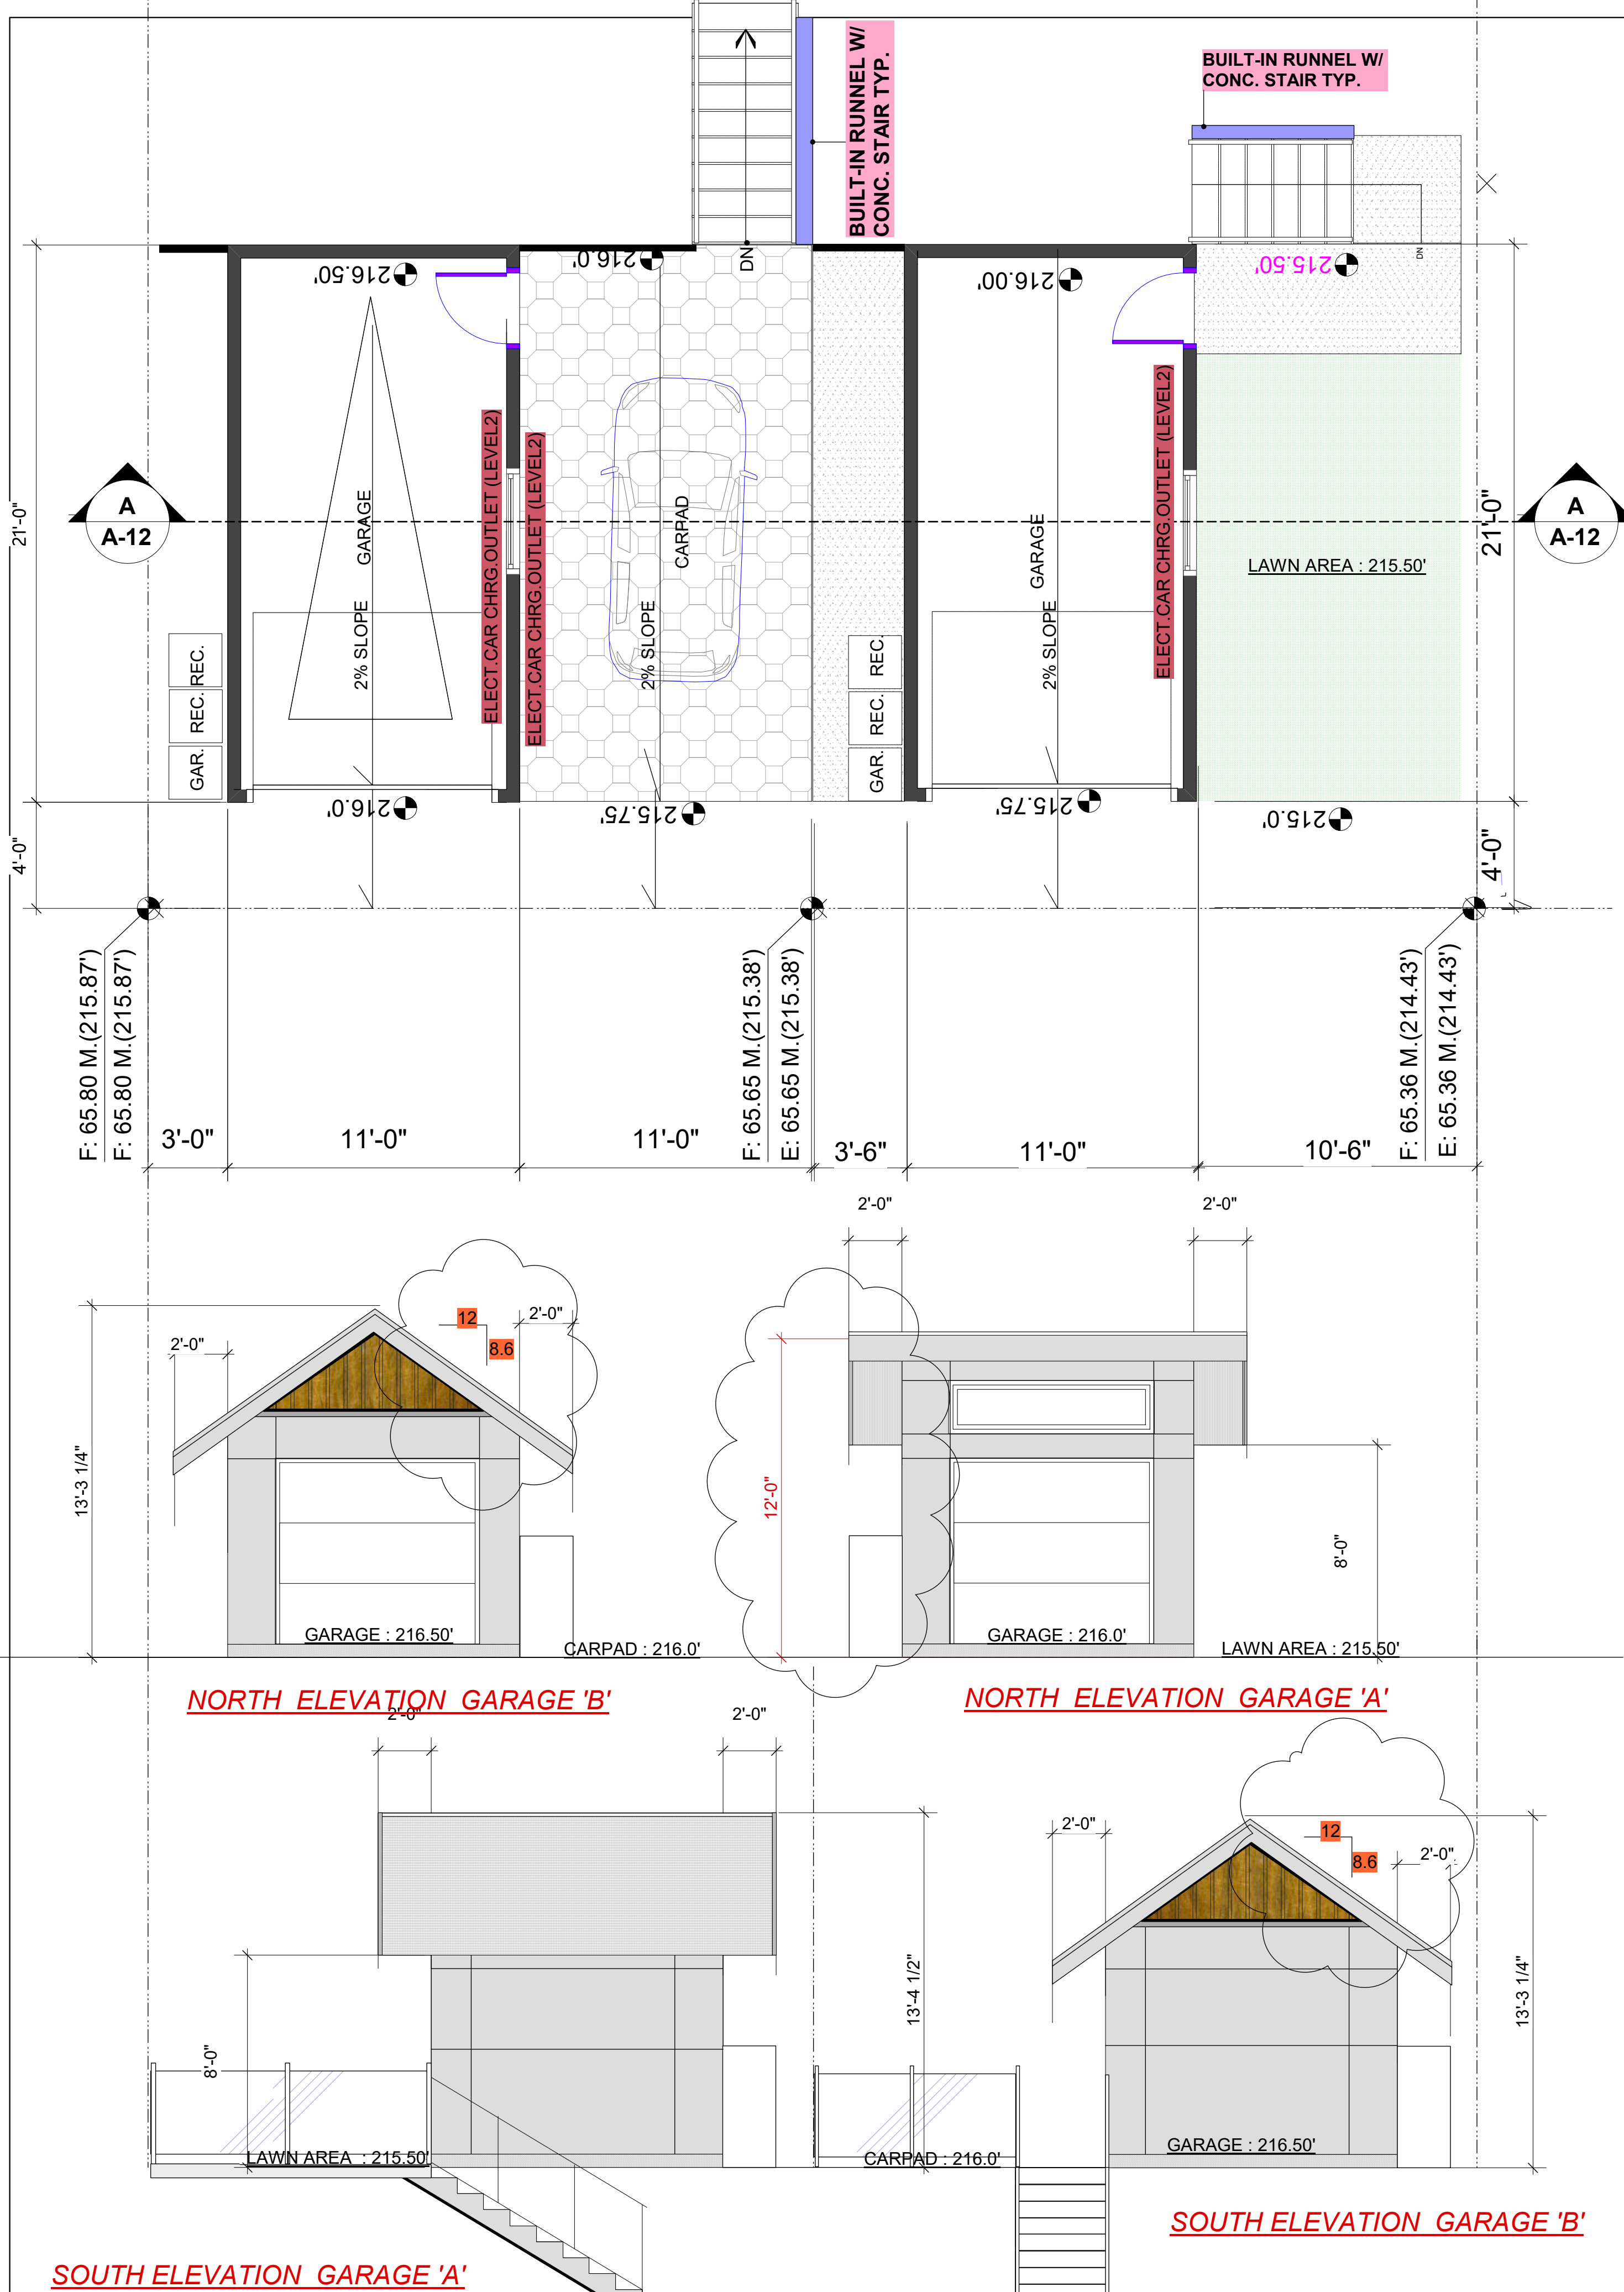 BUILT-IN RUNNEL W/
CONC. STAIR TYP.
BUILT-IN RUNNEL W/
CONC. STAIR TYP.
DN
DN
216.50'
216.0'
216.00'
215.50'
21'-0"
A
A-12
GARAGE
2% SLOPE
ELECT.CAR CHRG.OUTLET (LEVEL2)
ELECT.CAR CHRG.OUTLET (LEVEL2)
CARPAD
2% SLOPE
GARAGE
2% SLOPE
ELECT.CAR CHRG.OUTLET (LEVEL2)
LAWN AREA : 215.50'
21'-0"
A
A-12
REC.
REC.
GAR.
REC.
REC.
GAR.
216.0'
215.75'
215.75'
215.0'
4'-0"
4'-0"
F: 65.80 M.(215.87')
F: 65.80 M.(215.87')
F: 65.65 M.(215.38')
E: 65.65 M.(215.38')
F: 65.36 M.(214.43')
E: 65.36 M.(214.43')
3'-0"
11'-0"
11'-0"
3'-6"
11'-0"
10'-6"
2'-0"
2'-0"
12
8.6
2'-0"
2'-0"
13'-3 1/4"
12'-0"
8'-0"
GARAGE : 216.50'
CARPAD : 216.0'
GARAGE : 216.0'
LAWN AREA : 215.50'
NORTH ELEVATION GARAGE 'B'
NORTH ELEVATION GARAGE 'A'
2'-0"
2'-0"
2'-0"
12
8.6
2'-0"
13'-4 1/2"
13'-3 1/4"
8'-0"
LAWN AREA : 215.50'
CARPAD : 216.0'
GARAGE : 216.50'
SOUTH ELEVATION GARAGE 'B'
SOUTH ELEVATION GARAGE 'A'